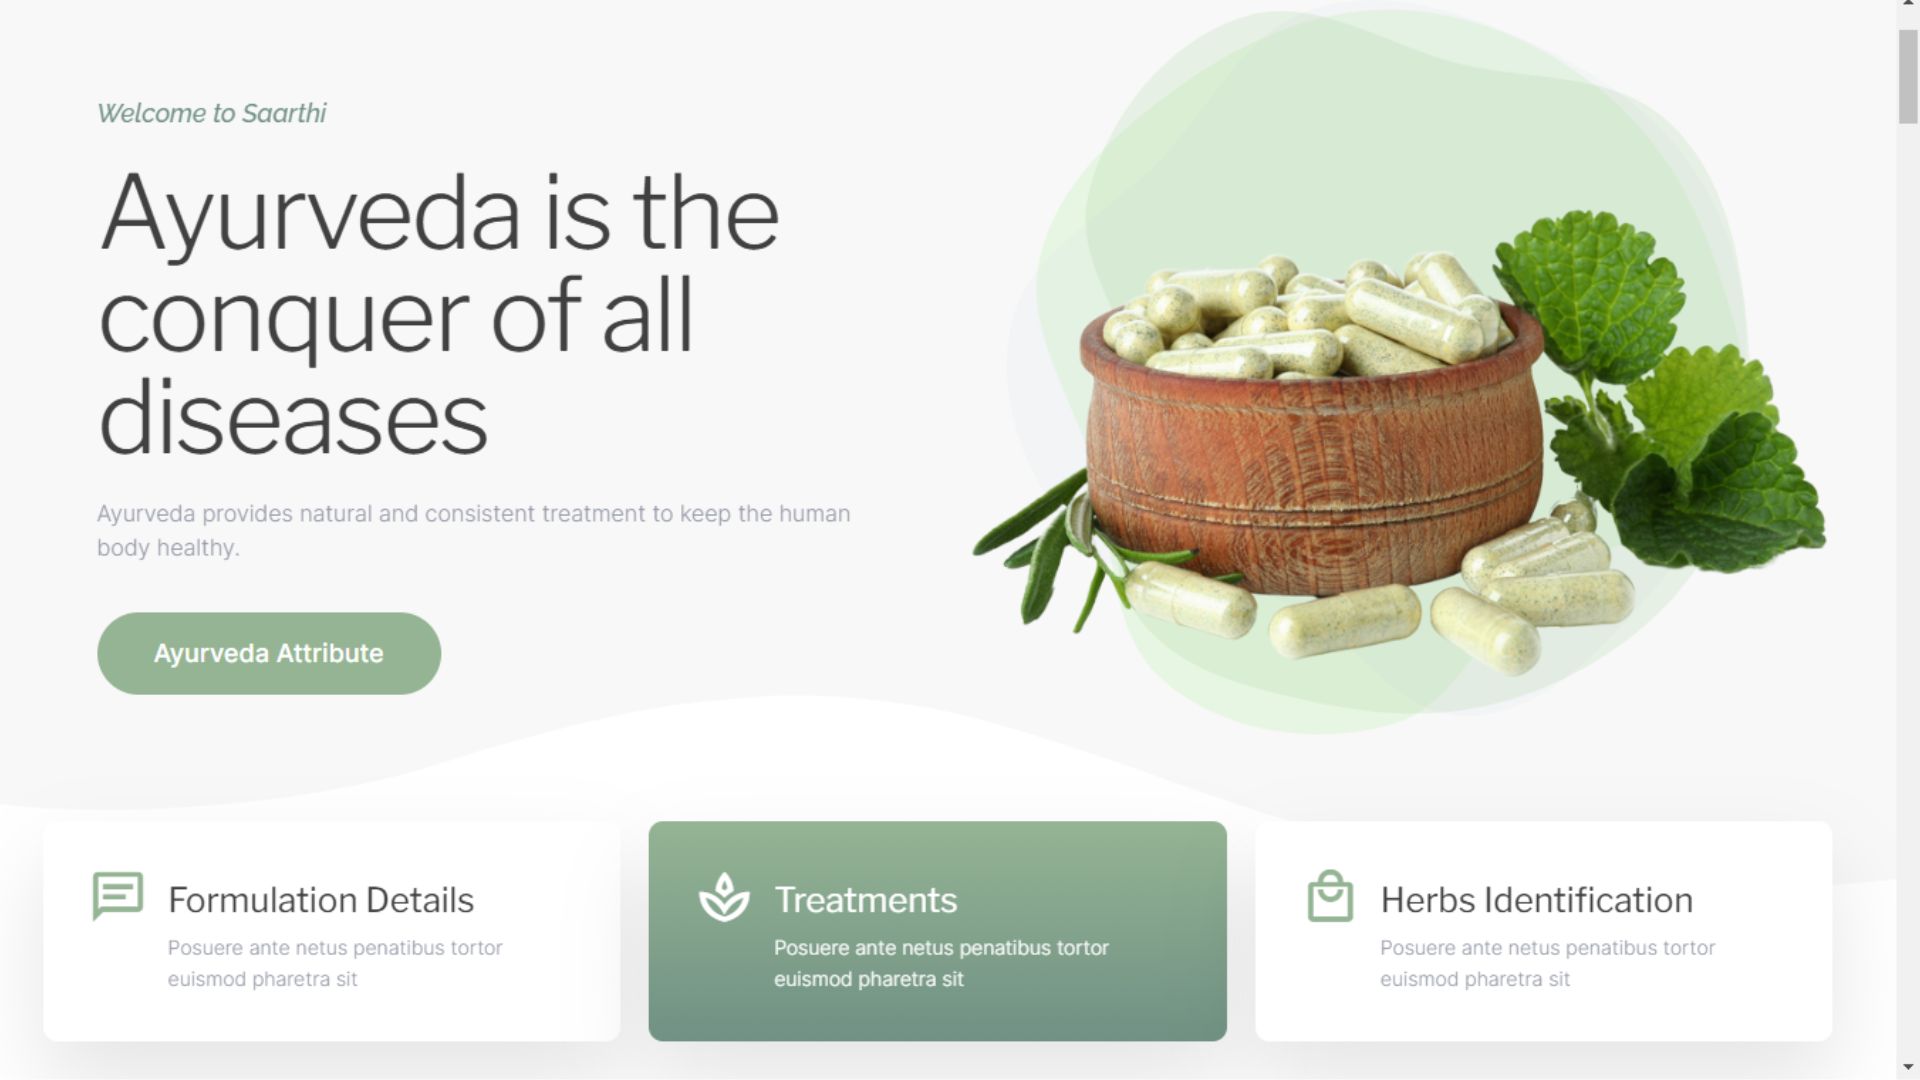 Welcome to Saarthi
Ayurveda is the
conquer of all
diseases
Ayurveda provides natural and consistent treatment to keep the human
body healthy.
Ayurveda Attribute
Formulation Details
Posuere ante netus penatibus tortor
euismod pharetra sit
Treatments
Posuere ante netus penatibus tortor
euismod pharetra sit
Herbs Identification
Posuere ante netus penatibus tortor
euismod pharetra sit